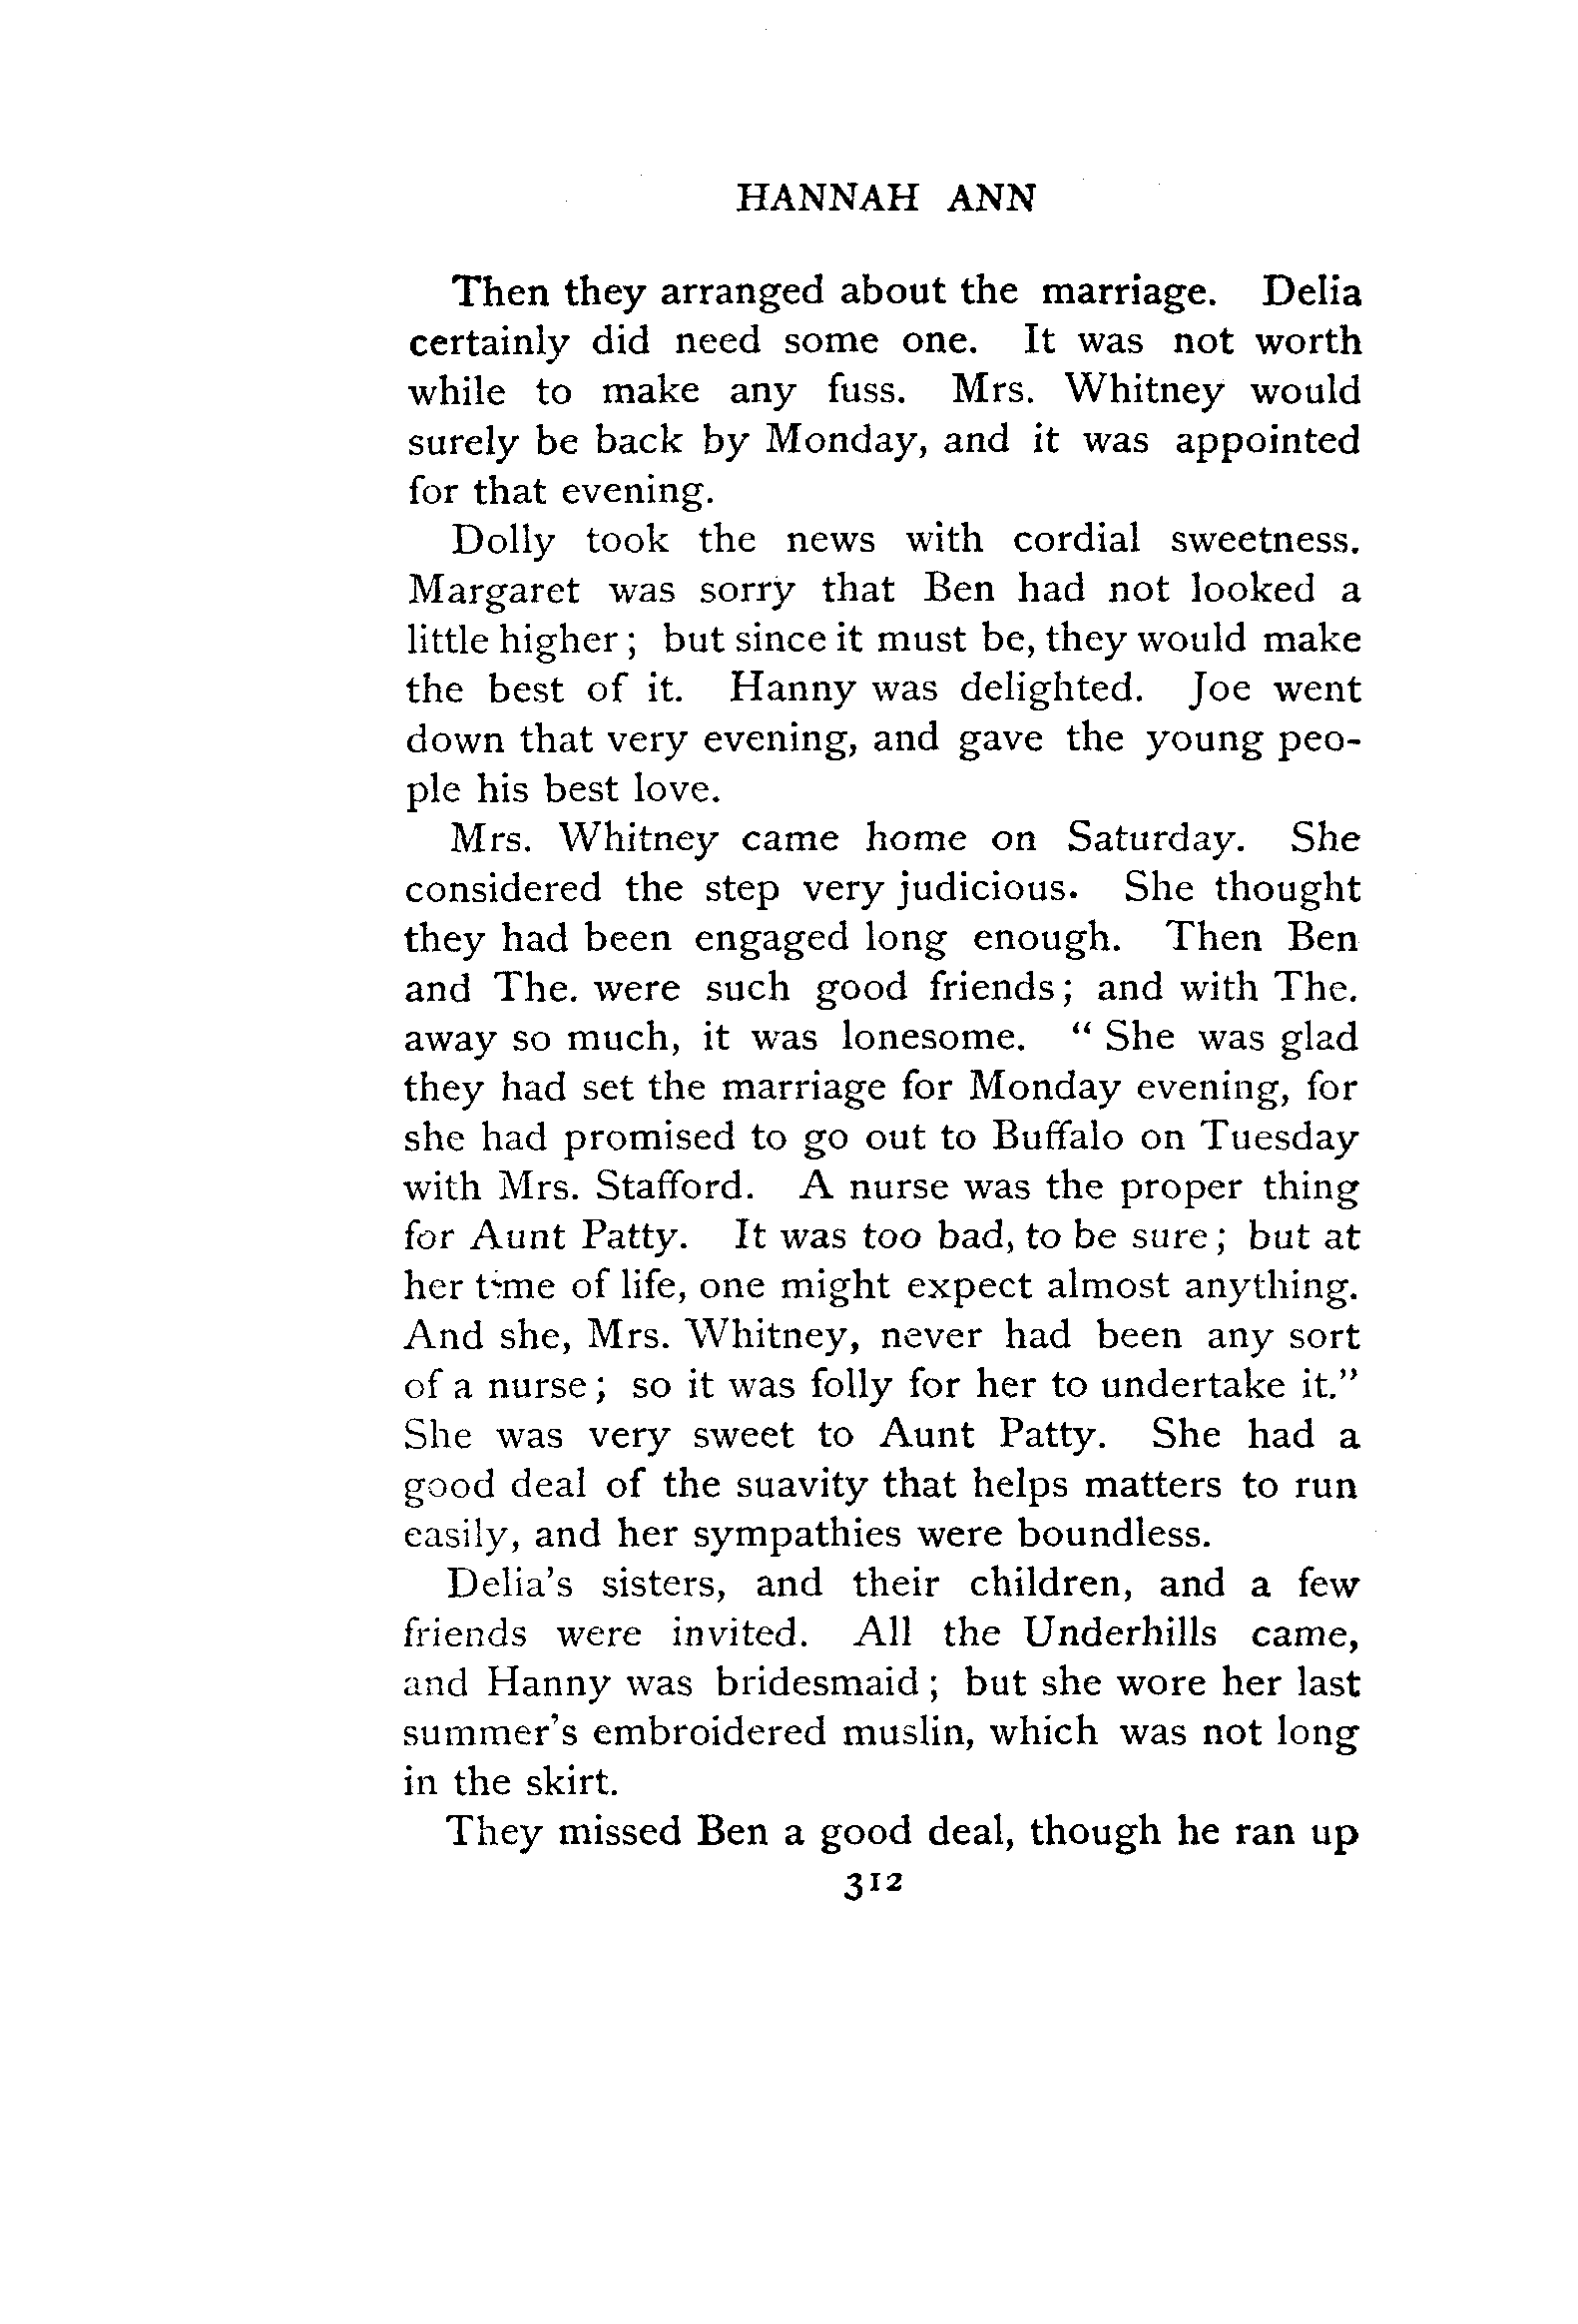 HANNAH ANN
Then they arranged about the marriage. Delia
certainly did need some one. It was not worth
while to make any fuss. Mrs. Whitney would
surely be back by Monday, and it was appointed
for that evening.
Dolly took the news with cordial sweetness.
Margaret was sorry that Ben had not looked a
little higher; but since it must be, they would make
the best of it. Hanny was delighted. Joe went
down that very evening, and gave the young peo-
ple his best love.
Mrs. Whitney came home on Saturday. She
considered the step very judicious. She thought
they had been engaged long enough. Then Ben
and The. were such good friends; and with The.
away so much, it was lonesome. "She was glad
they had set the marriage for Monday evening, for
she had promised to go out to Buffalo on Tuesday
with Mrs. Stafford. A nurse was the proper thing
for Aunt Patty. It was too bad, to be sure; but at
her time of life, one might expect almost anything.
And she, Mrs. Whitney, never had been any sort
of a nurse; so it was folly for her to undertake it."
She was very sweet to Aunt Patty. She had a
good deal of the suavity that helps matters to run
easily, and her sympathies were boundless.
Delia's sisters, and their children, and a few
friends were invited. All the Underhills came,
and Hanny was bridesmaid; but she wore her last
summer's embroidered muslin, which was not long
in the skirt.
They missed Ben a good deal, though he ran up
312